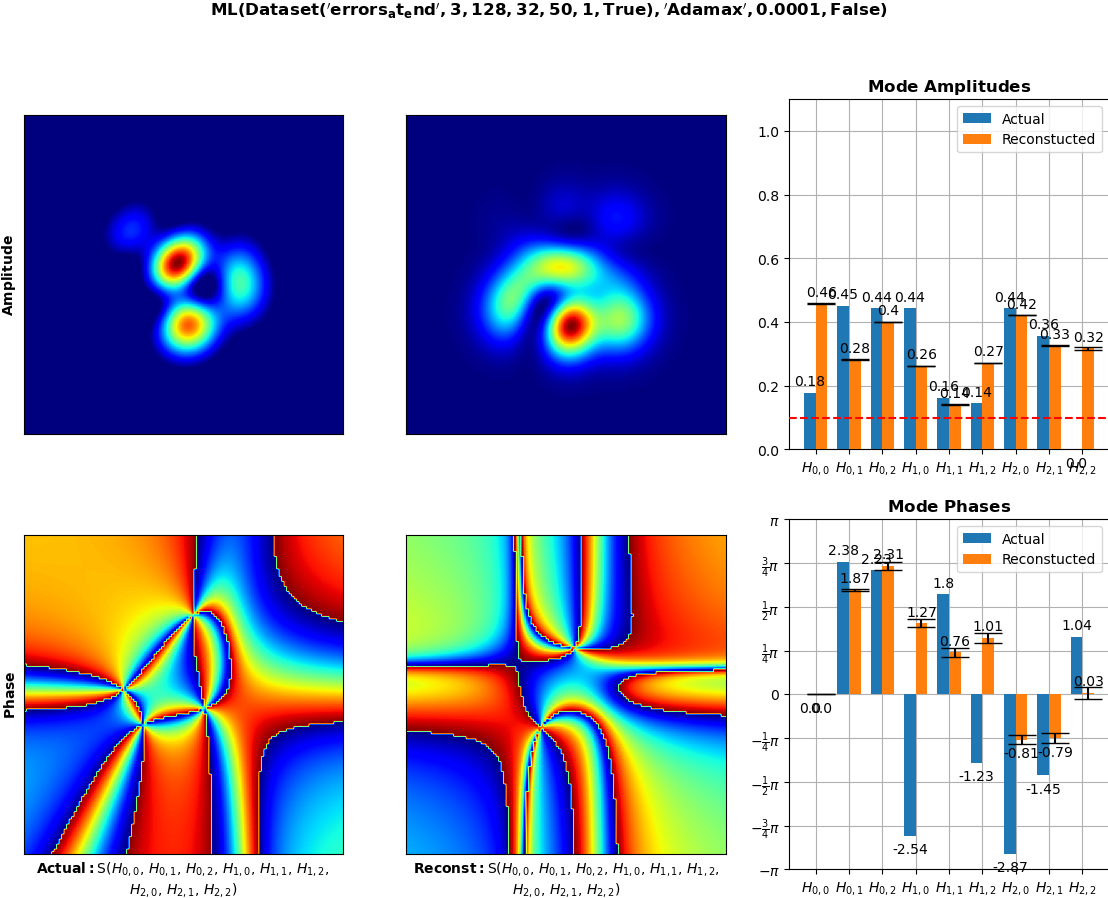 ML(Dataset('errors_at_end', 3, 128, 32, 50, 1, True), 'Adamax', 0.0001, False)
Amplitude
Mode Amplitudes
Actual
Reconstucted
1.0
0.8
0.6
0.4
0.2
0.0
0.18
0.46
0.45
0.28
0.44
0.4
0.44
0.26
0.16
0.14
0.14
0.27
0.44
0.42
0.36
0.33
0.0
0.32
H0,0 H0,1 H0,2 H1,0 H1,1 H1,2 H2,0 H2,1 H2,2
Phase
Actual: S(H0,0, H0,1, H0,2, H1,0, H1,1, H1,2,
H2,0, H2,1, H2,2)
Reconst: S(H0,0, H0,1, H0,2, H1,0, H1,1, H1,2,
H2,0, H2,1, H2,2)
Mode Phases
Actual
Reconstucted
π
3/4π
1/2π
1/4π
0
−1/4π
−1/2π
−3/4π
−π
0.0
0.0
2.38
1.87
2.31
-2.54
1.27
1.8
0.76
-1.23
1.01
-2.87
-0.81
-1.45
-0.79
1.04
0.03
H0,0 H0,1 H0,2 H1,0 H1,1 H1,2 H2,0 H2,1 H2,2